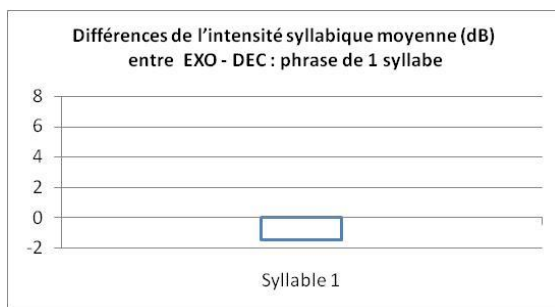 Différences de l'intensité syllabique moyenne (dB)
entre EXO - DEC : phrase de 1 syllabe
8
6
4
2
0
-2
Syllable 1